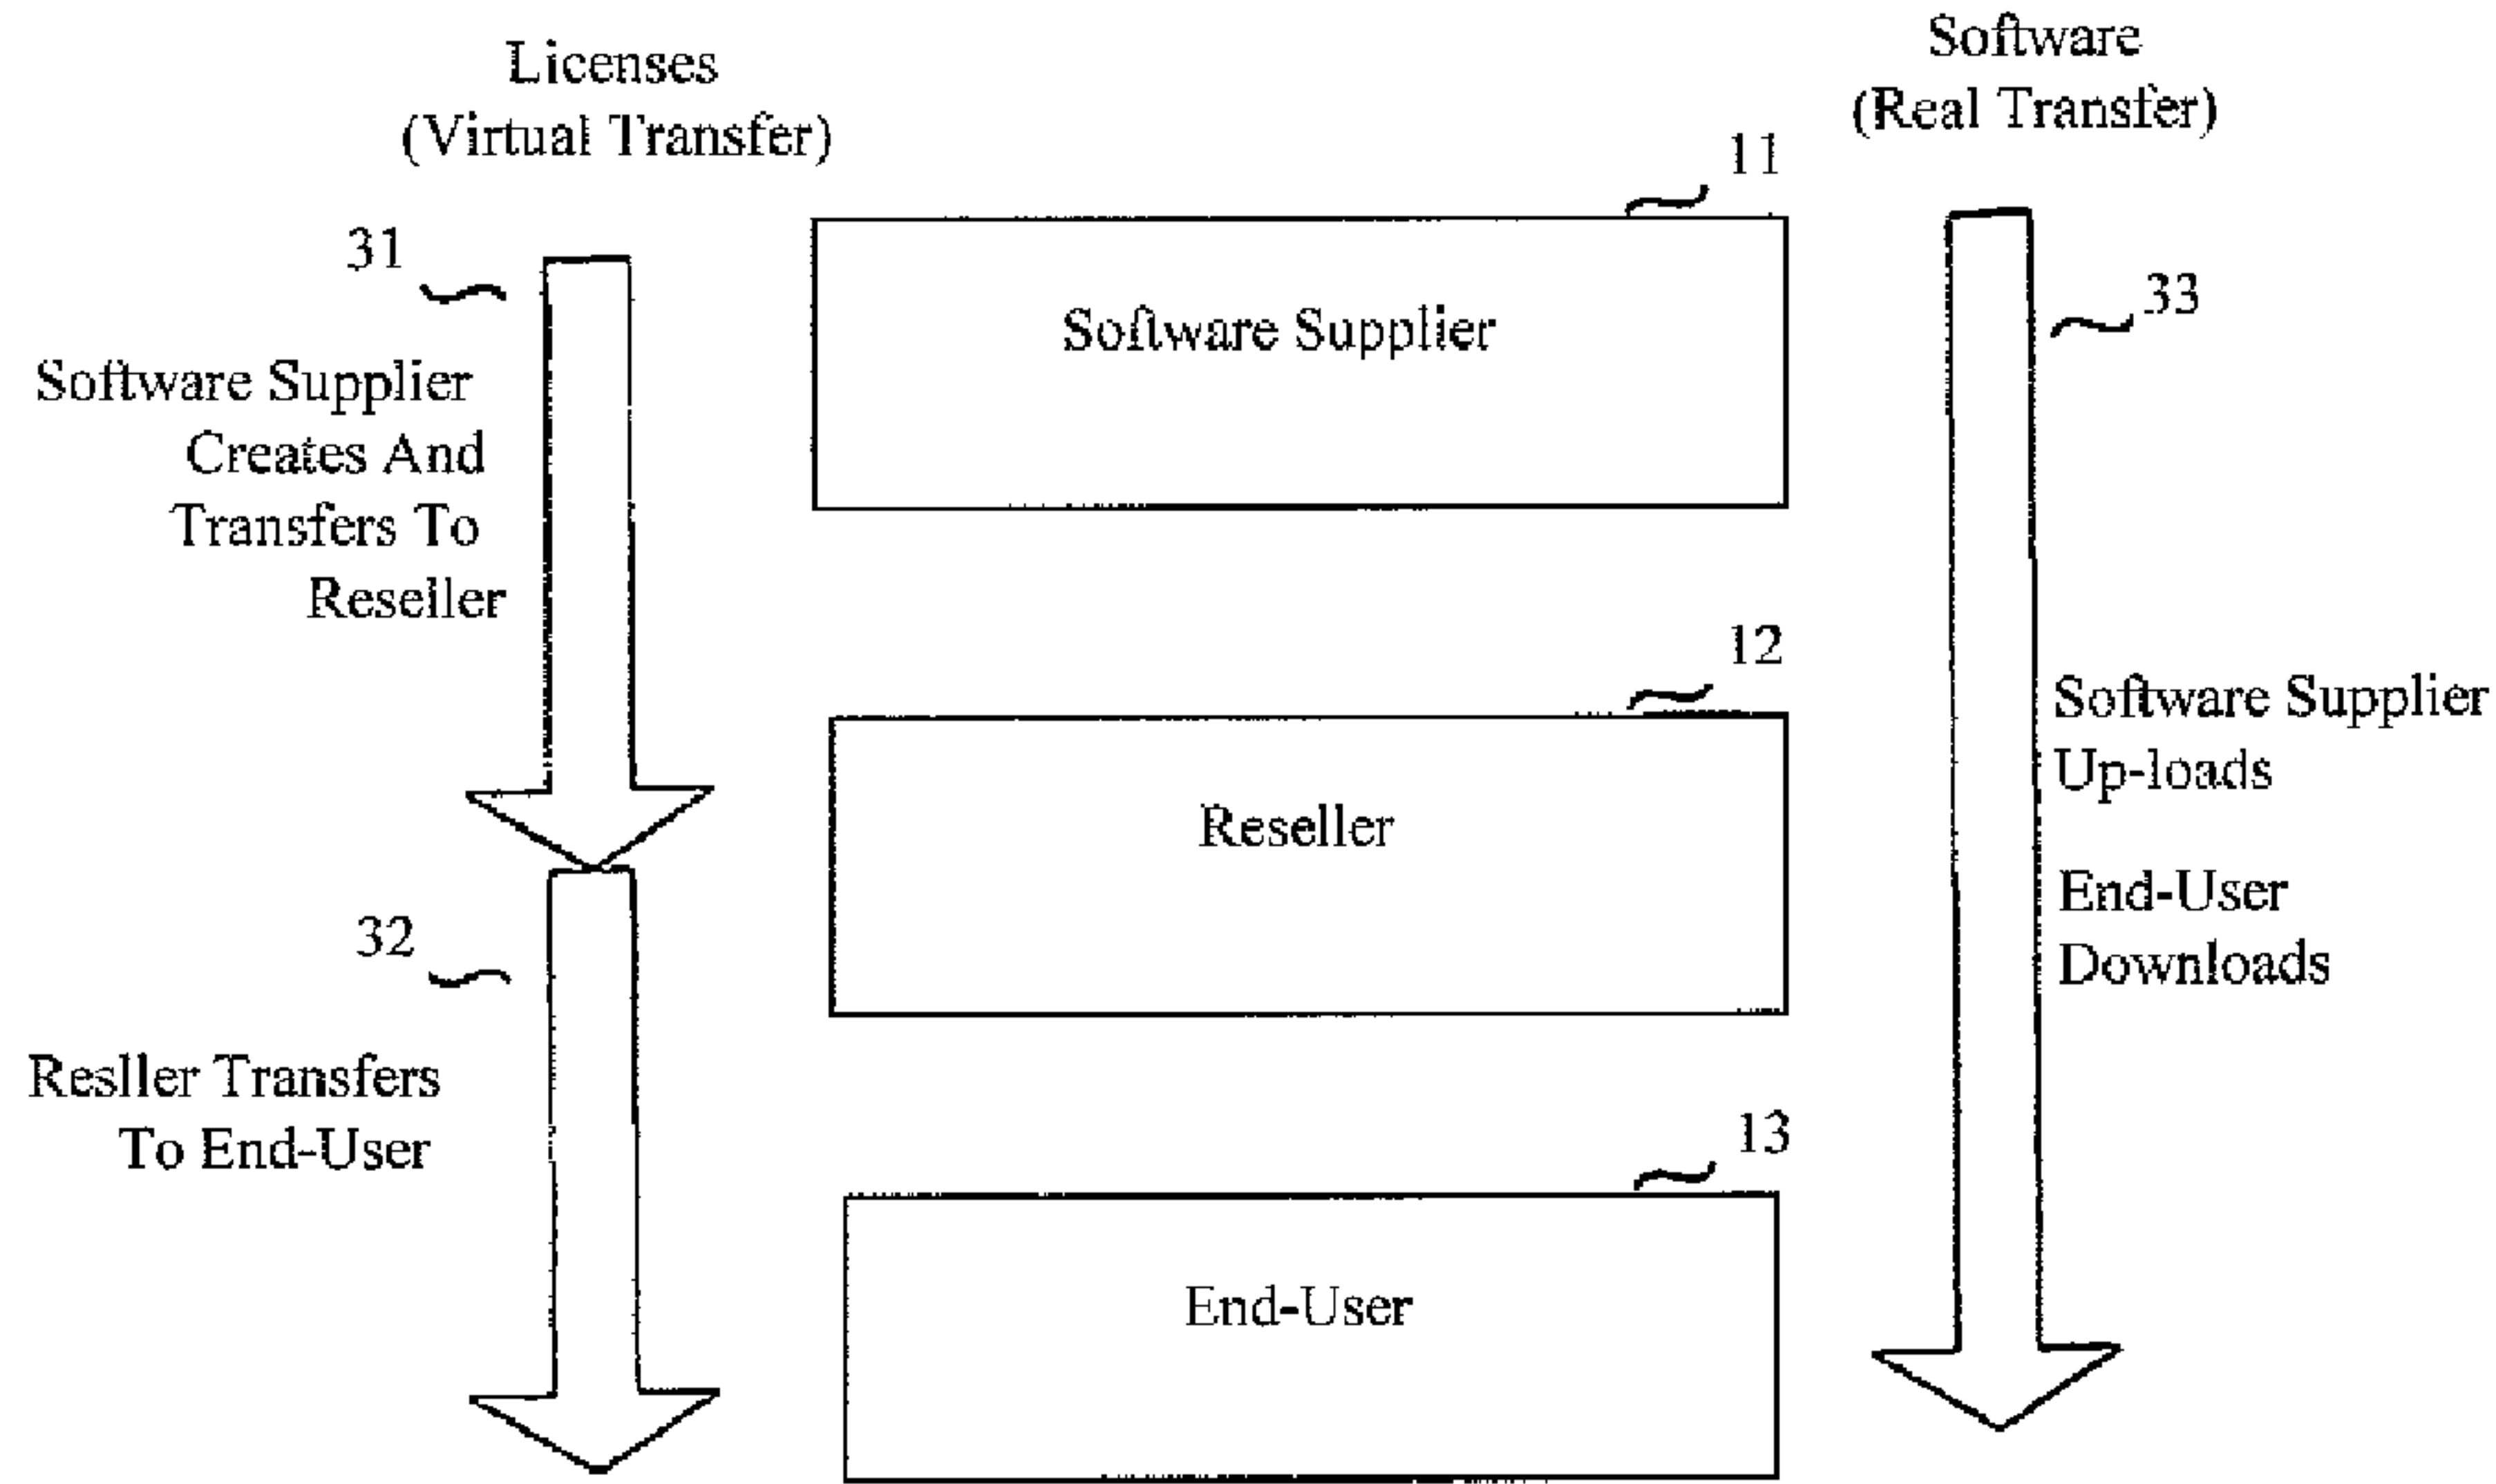 Licenses
(Virtual Transfer)
Software
(Real Transfer)
11
31
33
Software Supplier
Software Supplier
Creates And
Transfers To
Reseller
12
Software Supplier
Up-loads
Reseller
End-User
Downloads
32
Resller Transfers
To End-User
13
End-User